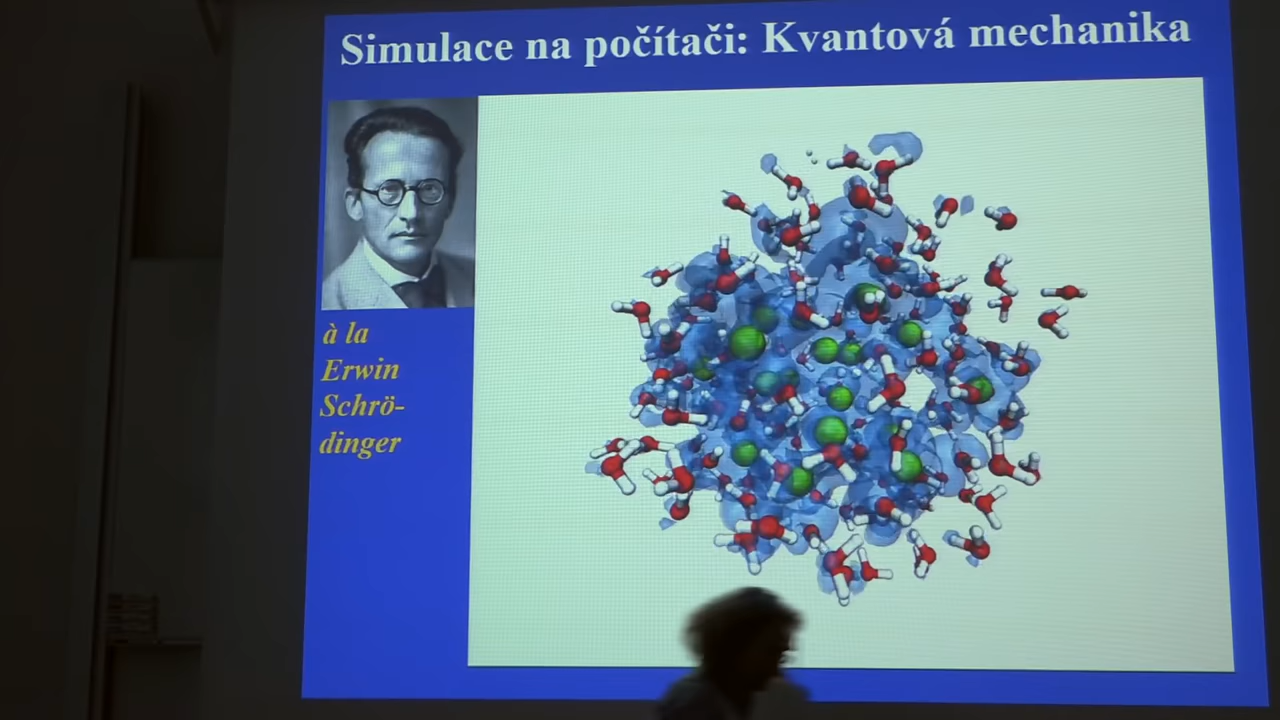 Simulace na počítači: Kvantová mechanika
à la
Erwin
Schrö-
dinger